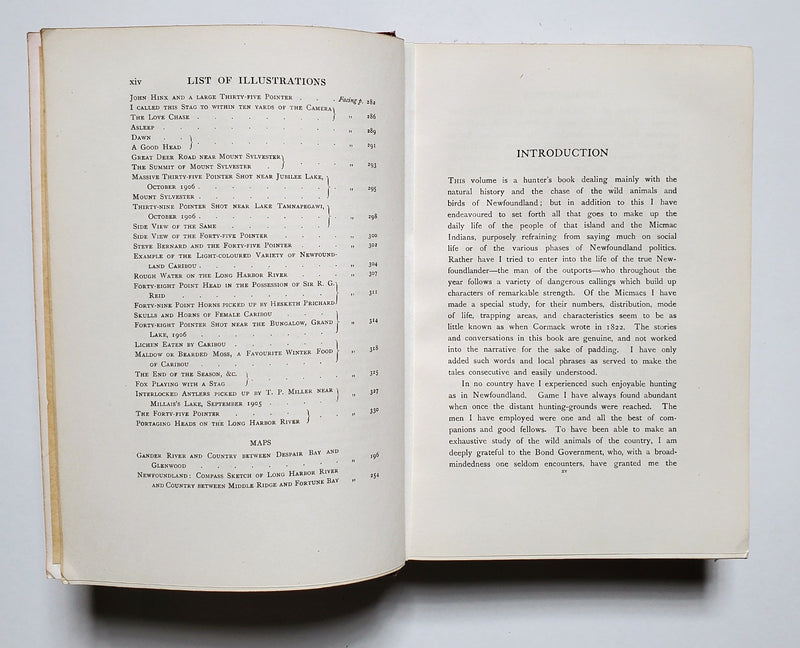 xiv LIST OF ILLUSTRATIONS
JOHN HINX AND A LARGE THIRTY-FIVE POINTER . . . Facing p. 282
I CALLED THIS STAG TO WITHIN TEN YARDS OF THE CAMERA
THE LOVE CHASE . . . . . . . } " 286
ASLEEP . . . . . . . . . " 289
DAWN . . .
A GOOD HEAD } . . . . . . " 291
GREAT DEER ROAD NEAR MOUNT SYLVESTER
THE SUMMIT OF MOUNT SYLVESTER . } . . . " 293
MASSIVE THIRTY-FIVE POINTER SHOT NEAR JUBILEE LAKE,
OCTOBER 1906 . . . . . . . } . " 295
MOUNT SYLVESTER . . . . . . .
THIRTY-NINE POINTER SHOT NEAR LAKE TAMNAPEGAWI,
OCTOBER 1906 . . . . . . . } . " 298
SIDE VIEW OF THE SAME . . . . . .
SIDE VIEW OF THE FORTY-FIVE POINTER . . . . " 300
STEVE BERNARD AND THE FORTY-FIVE POINTER . . . " 302
EXAMPLE OF THE LIGHT-COLOURED VARIETY OF NEWFOUND-
LAND CARIBOU . . . . . . . . " 304
ROUGH WATER ON THE LONG HARBOR RIVER . . . " 307
FORTY-EIGHT POINT HEAD IN THE POSSESSION OF SIR R. G.
REID . . . . . . . . } " 311
FORTY-NINE POINT HORNS PICKED UP BY HESKETH PRICHARD
SKULLS AND HORNS OF FEMALE CARIBOU
FORTY-EIGHT POINTER SHOT NEAR THE BUNGALOW, GRAND } " 314
LAKE, 1906 . . . . . . . .
LICHEN EATEN BY CARIBOU . . . . . .
MALDOW OR BEARDED MOSS, A FAVOURITE WINTER FOOD } " 318
OF CARIBOU . . . . . . .
THE END OF THE SEASON, &C. . . . . . . " 325
FOX PLAYING WITH A STAG }
INTERLOCKED ANTLERS PICKED UP BY T. P. MILLER NEAR
MILLAIS'S LAKE, SEPTEMBER 1905 . . . . } " 327
THE FORTY-FIVE POINTER . . . .
PORTAGING HEADS ON THE LONG HARBOR RIVER } . . " 330
MAPS
GANDER RIVER AND COUNTRY BETWEEN DESPAIR BAY AND
GLENWOOD . . . . . . . . " 196
NEWFOUNDLAND: COMPASS SKETCH OF LONG HARBOR RIVER
AND COUNTRY BETWEEN MIDDLE RIDGE AND FORTUNE BAY " 254
INTRODUCTION
THIS volume is a hunter's book dealing mainly with the
natural history and the chase of the wild animals and
birds of Newfoundland; but in addition to this I have
endeavoured to set forth all that goes to make up the
daily life of the people of that island and the Micmac
Indians, purposely refraining from saying much on social
life or of the various phases of Newfoundland politics.
Rather have I tried to enter into the life of the true New-
foundlander—the man of the outports—who throughout the
year follows a variety of dangerous callings which build up
characters of remarkable strength. Of the Micmacs I have
made a special study, for their numbers, distribution, mode
of life, trapping areas, and characteristics seem to be as
little known as when Cormack wrote in 1822. The stories
and conversations in this book are genuine, and not worked
into the narrative for the sake of padding. I have only
added such words and local phrases as served to make the
tales consecutive and easily understood.
In no country have I experienced such enjoyable hunting
as in Newfoundland. Game I have always found abundant
when once the distant hunting-grounds were reached. The
men I have employed were one and all the best of com-
panions and good fellows. To have been able to make an
exhaustive study of the wild animals of the country, I am
deeply grateful to the Bond Government, who, with a broad-
mindedness one seldom encounters, have granted me the
xv